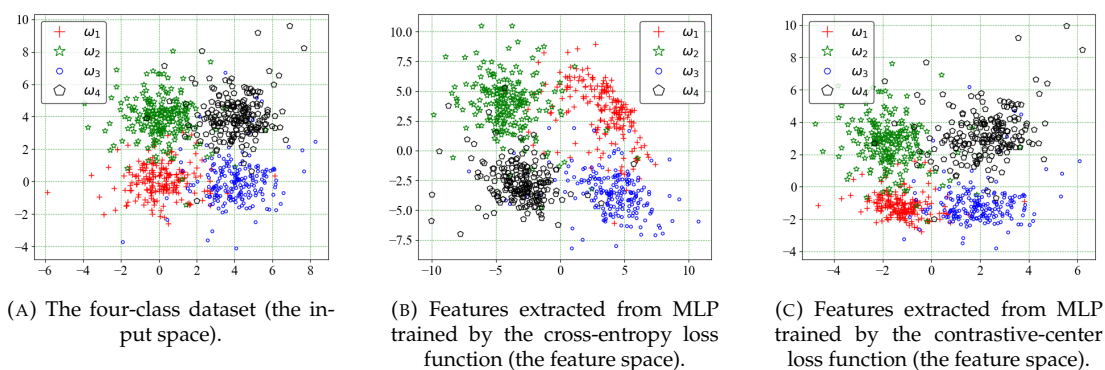 10
8
6
4
2
0
−2
−4
−6
−4
−2
0
2
4
6
8
ω1
ω2
ω3
ω4
(A) The four-class dataset (the in-
put space).
10.0
7.5
5.0
2.5
0.0
−2.5
−5.0
−7.5
−10
−5
0
5
10
ω1
ω2
ω3
ω4
(B) Features extracted from MLP
trained by the cross-entropy loss
function (the feature space).
10
8
6
4
2
0
−2
−4
−4
−2
0
2
4
6
ω1
ω2
ω3
ω4
(C) Features extracted from MLP
trained by the contrastive-center
loss function (the feature space).